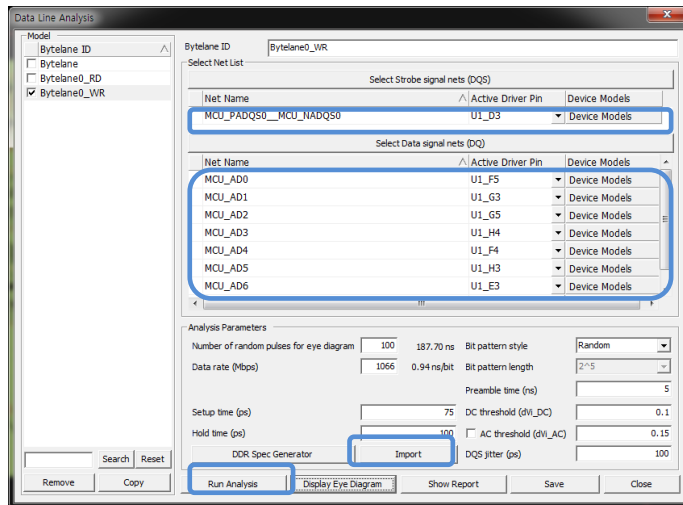 Data Line Analysis
Model
Bytelane ID
Bytelane
Bytelane0_RD
Bytelane0_WR
Search Reset
Remove Copy
Bytelane ID Bytelane0_WR
Select Net List
Select Strobe signal nets (DQS)
Net Name Active Driver Pin Device Models
MCU_PADQS0__MCU_NADQS0 U1_D3 Device Models
Select Data signal nets (DQ)
Net Name Active Driver Pin Device Models
MCU_AD0 U1_F5 Device Models
MCU_AD1 U1_G3 Device Models
MCU_AD2 U1_G5 Device Models
MCU_AD3 U1_H4 Device Models
MCU_AD4 U1_F4 Device Models
MCU_AD5 U1_H3 Device Models
MCU_AD6 U1_E3 Device Models
Analysis Parameters
Number of random pulses for eye diagram 100 187.70 ns Bit pattern style Random
Data rate (Mbps) 1066 0.94 ns/bit Bit pattern length 2^5
Preamble time (ns) 5
Setup time (ps) 75 DC threshold (dVi_DC) 0.1
Hold time (ps) 100 AC threshold (dVi_AC) 0.15
DDR Spec Generator Import DQS jitter (ps) 100
Run Analysis Display Eye Diagram Show Report Save Close